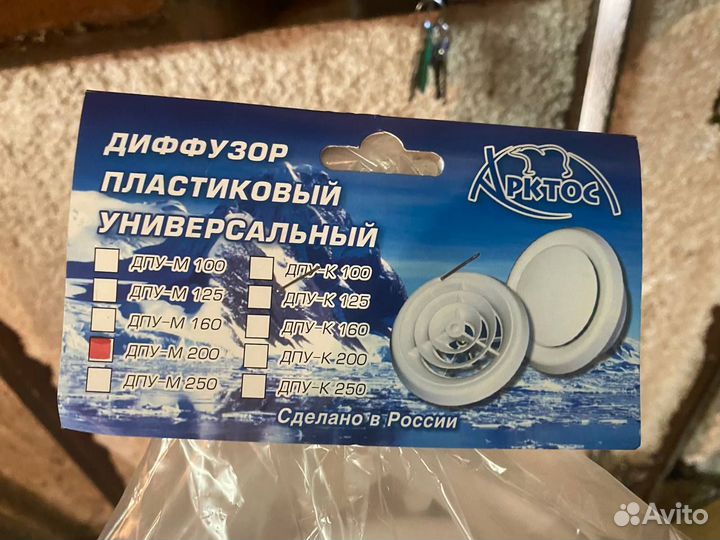 ДИФФУЗОР
ПЛАСТИКОВЫЙ
УНИВЕРСАЛЬНЫЙ
АРКТОС
ДПУ-М 100
ДПУ-М 125
ДПУ-М 160
ДПУ-М 200
ДПУ-М 250
ДПУ-К 100
ДПУ-К 125
ДПУ-К 160
ДПУ-К 200
ДПУ-К 250
Сделано в России
Avito